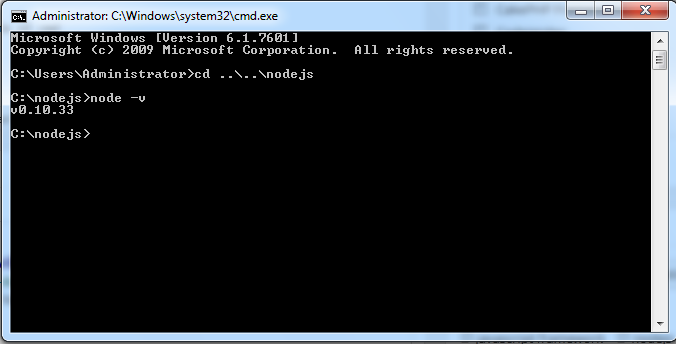 Administrator: C:\Windows\system32\cmd.exe
Microsoft Windows [Version 6.1.7601]
Copyright (c) 2009 Microsoft Corporation.  All rights reserved.
C:\Users\Administrator>cd ..\..\nodejs
C:\nodejs>node -v
v0.10.33
C:\nodejs>